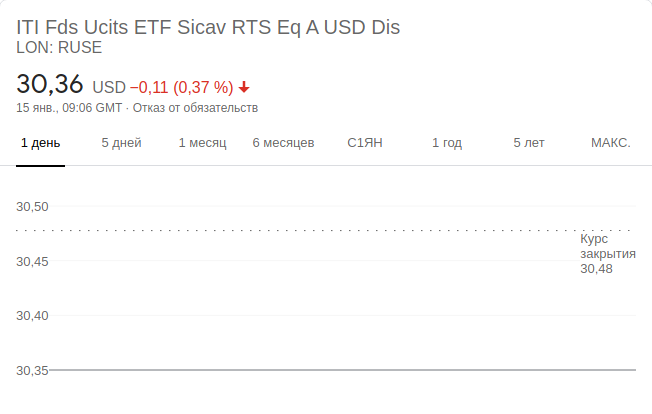 ITI Fds Ucits ETF Sicav RTS Eq A USD Dis
LON: RUSE
30,36 USD −0,11 (0,37 %)
15 янв., 09:06 GMT · Отказ от обязательств
1 день 5 дней 1 месяц 6 месяцев С1ЯН 1 год 5 лет МАКС.
30,50
Курс
закрытия
30,48
30,45
30,40
30,35